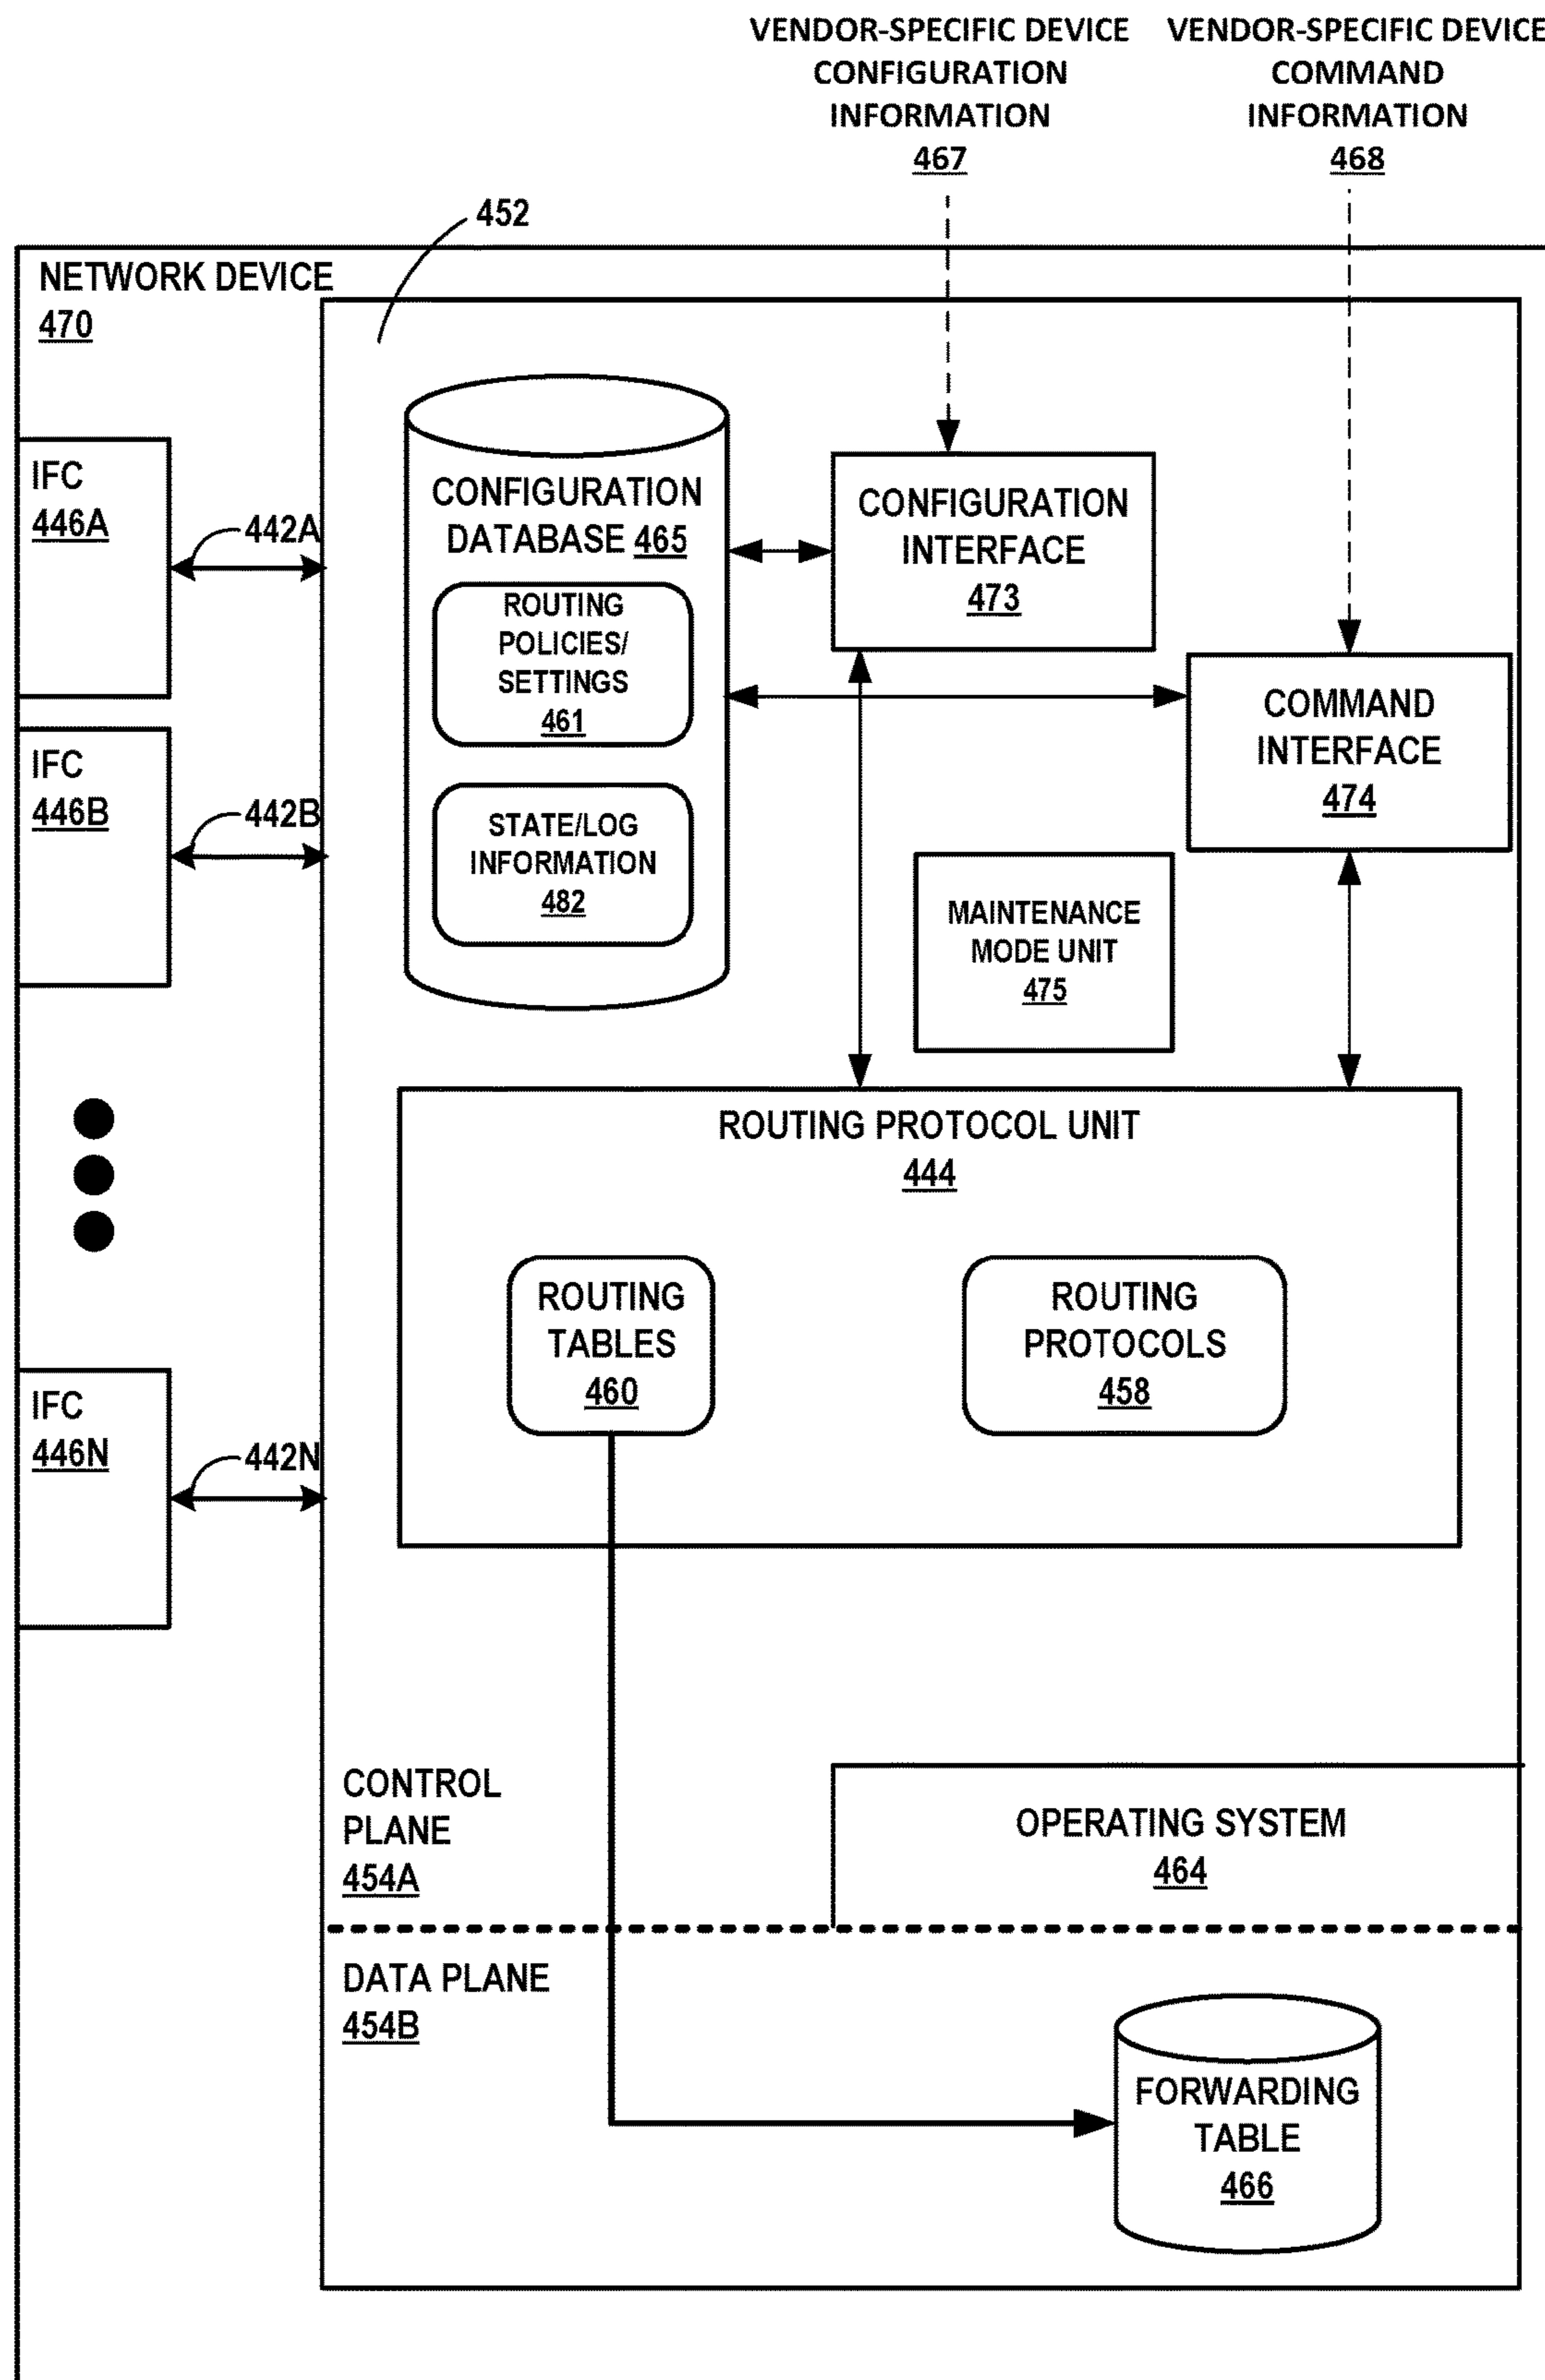 VENDOR-SPECIFIC DEVICE
CONFIGURATION
INFORMATION
467
VENDOR-SPECIFIC DEVICE
COMMAND
INFORMATION
468
452
NETWORK DEVICE
470
IFC
446A
442A
IFC
446B
442B
IFC
446N
442N
CONFIGURATION
DATABASE 465
ROUTING
POLICIES/
SETTINGS
461
STATE/LOG
INFORMATION
482
CONFIGURATION
INTERFACE
473
COMMAND
INTERFACE
474
MAINTENANCE
MODE UNIT
475
ROUTING PROTOCOL UNIT
444
ROUTING
TABLES
460
ROUTING
PROTOCOLS
458
CONTROL
PLANE
454A
OPERATING SYSTEM
464
DATA PLANE
454B
FORWARDING
TABLE
466